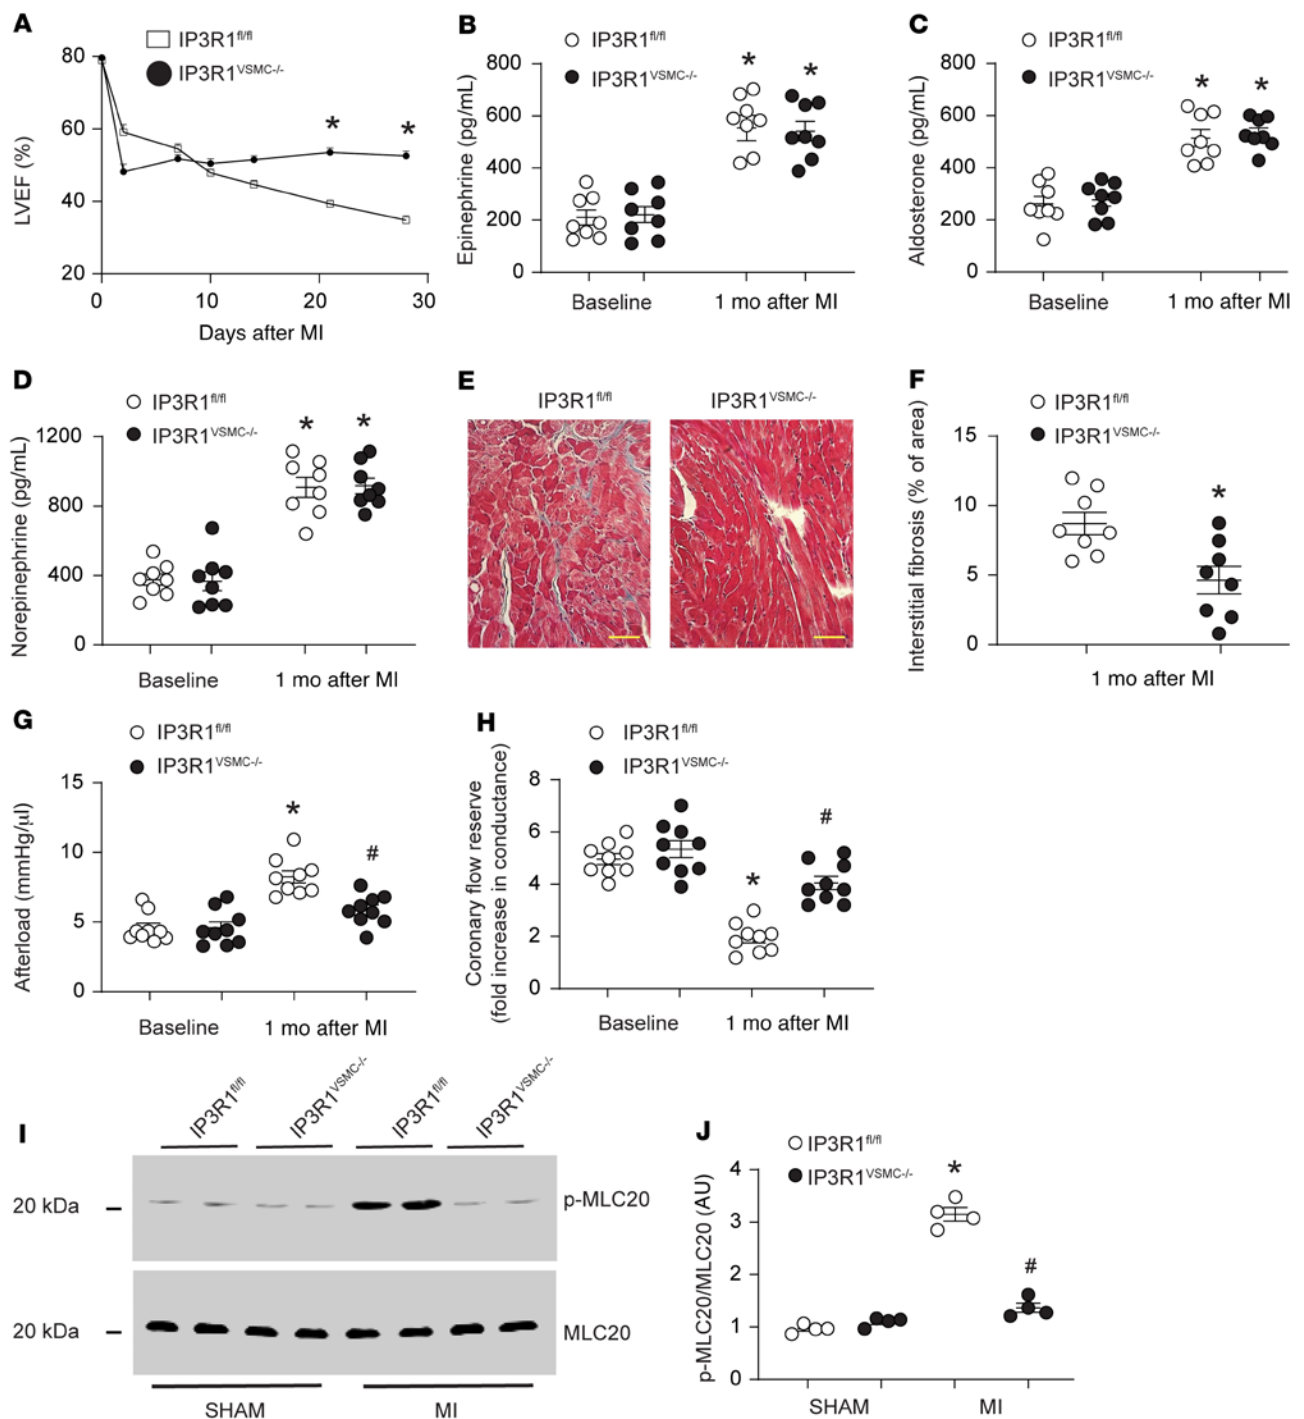 A
IP3R1fl/fl
IP3R1VSMC-/-
LVEF (%)
80
60
40
20
* *
0 10 20 30
Days after MI
B
IP3R1fl/fl
IP3R1VSMC-/-
Epinephrine (pg/mL)
800
600
400
200
0
* *
Baseline 1 mo after MI
C
IP3R1fl/fl
IP3R1VSMC-/-
Aldosterone (pg/mL)
800
600
400
200
0
* *
Baseline 1 mo after MI
D
IP3R1fl/fl
IP3R1VSMC-/-
Norepinephrine (pg/mL)
1200
800
400
0
* *
Baseline 1 mo after MI
E
IP3R1fl/fl IP3R1VSMC-/-
F
IP3R1fl/fl
IP3R1VSMC-/-
Interstitial fibrosis (% of area)
15
10
5
0
*
1 mo after MI
G
IP3R1fl/fl
IP3R1VSMC-/-
Afterload (mmHg/µl)
15
10
5
0
* #
Baseline 1 mo after MI
H
IP3R1fl/fl
IP3R1VSMC-/-
Coronary flow reserve
(fold increase in conductance)
8
6
4
2
0
* #
Baseline 1 mo after MI
I
IP3R1fl/fl IP3R1VSMC-/- IP3R1fl/fl IP3R1VSMC-/-
20 kDa p-MLC20
20 kDa MLC20
SHAM MI
J
IP3R1fl/fl
IP3R1VSMC-/-
p-MLC20/MLC20 (AU)
4
3
2
1
0
* #
SHAM MI